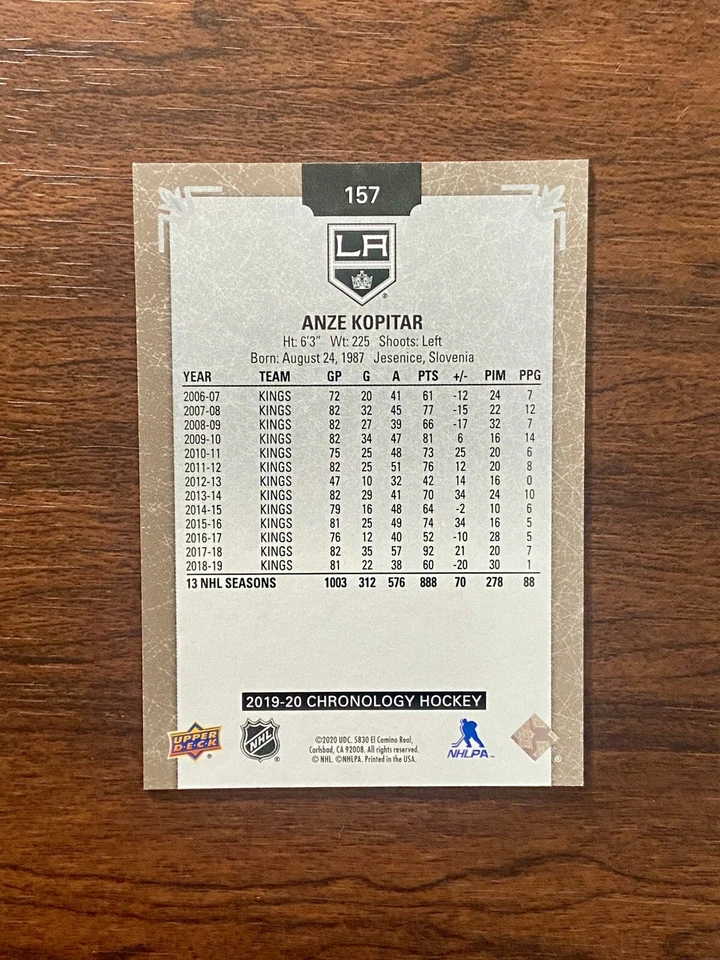 157
LA
ANZE KOPITAR
Ht: 6'3" Wt: 225 Shoots: Left
Born: August 24, 1987 Jesenice, Slovenia
YEAR TEAM GP G A PTS +/- PIM PPG
2006-07 KINGS 72 20 41 61 -12 24 7
2007-08 KINGS 82 32 45 77 -15 22 12
2008-09 KINGS 82 27 39 66 -17 32 7
2009-10 KINGS 82 34 47 81 6 16 14
2010-11 KINGS 75 25 48 73 25 20 6
2011-12 KINGS 82 25 51 76 12 20 8
2012-13 KINGS 47 10 32 42 14 16 0
2013-14 KINGS 82 29 41 70 34 24 10
2014-15 KINGS 79 16 48 64 -2 10 6
2015-16 KINGS 81 25 49 74 34 16 5
2016-17 KINGS 76 12 40 52 -10 28 5
2017-18 KINGS 82 35 57 92 21 20 7
2018-19 KINGS 81 22 38 60 -20 30 1
13 NHL SEASONS 1003 312 576 888 70 278 88
2019-20 CHRONOLOGY HOCKEY
UPPER DECK
NHL
©2020 UDC. 5830 El Camino Real,
Carlsbad, CA 92008. All rights reserved.
© NHL. ©NHLPA. Printed in the USA.
NHLPA